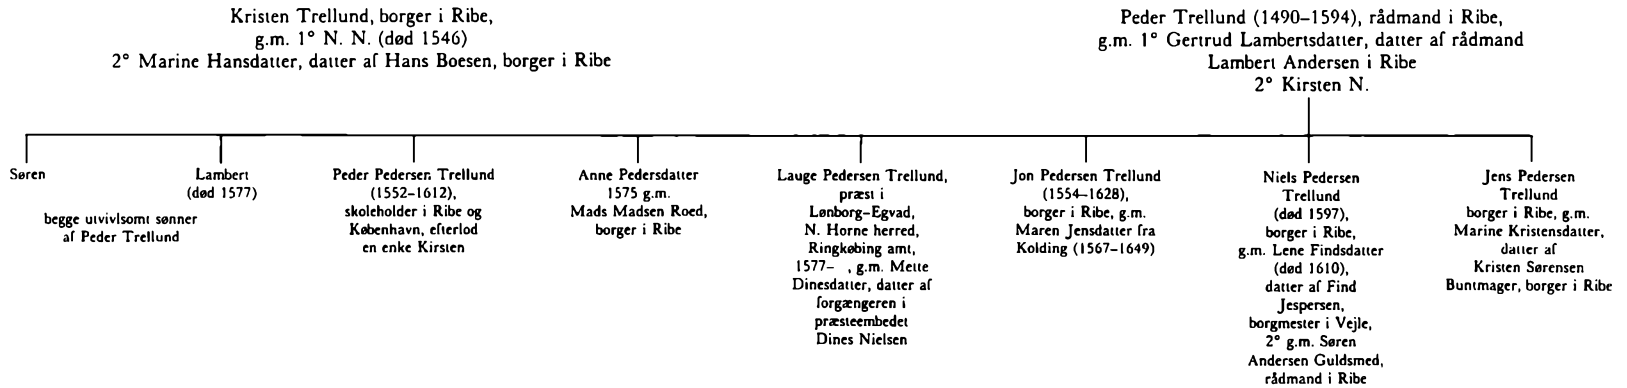 Kristen Trellund, borger i Ribe,
g.m. 1° N. N. (død 1546)
2° Marine Hansdatter, datter af Hans Boesen, borger i Ribe
Peder Trellund (1490–1594), rådmand i Ribe,
g.m. 1° Gertrud Lambertsdatter, datter af rådmand
Lambert Andersen i Ribe
2° Kirsten N.
Søren
Lambert
(død 1577)
begge utvivlsomt sønner
af Peder Trellund
Peder Pedersen Trellund
(1552-1612),
skoleholder i Ribe og
København, efterlod
en enke Kirsten
Anne Pedersdatter
1575 g.m.
Mads Madsen Roed,
borger i Ribe
Lauge Pedersen Trellund,
præst i
Lønborg-Egvad,
N. Horne herred,
Ringkøbing amt,
1577– , g.m. Mette
Dinesdatter, datter af
forgængeren i
præsteembedet
Dines Nielsen
Jon Pedersen Trellund
(1554–1628),
borger i Ribe, g.m.
Maren Jensdatter fra
Kolding (1567-1649)
Niels Pedersen
Trellund
(død 1597),
borger i Ribe,
g.m. Lene Findsdatter
(død 1610),
datter af Find
Jespersen,
borgmester i Vejle,
2° g.m. Søren
Andersen Guldsmed,
rådmand i Ribe
Jens Pedersen
Trellund
borger i Ribe, g.m.
Marine Kristensdatter,
datter af
Kristen Sørensen
Buntmager, borger i Ribe